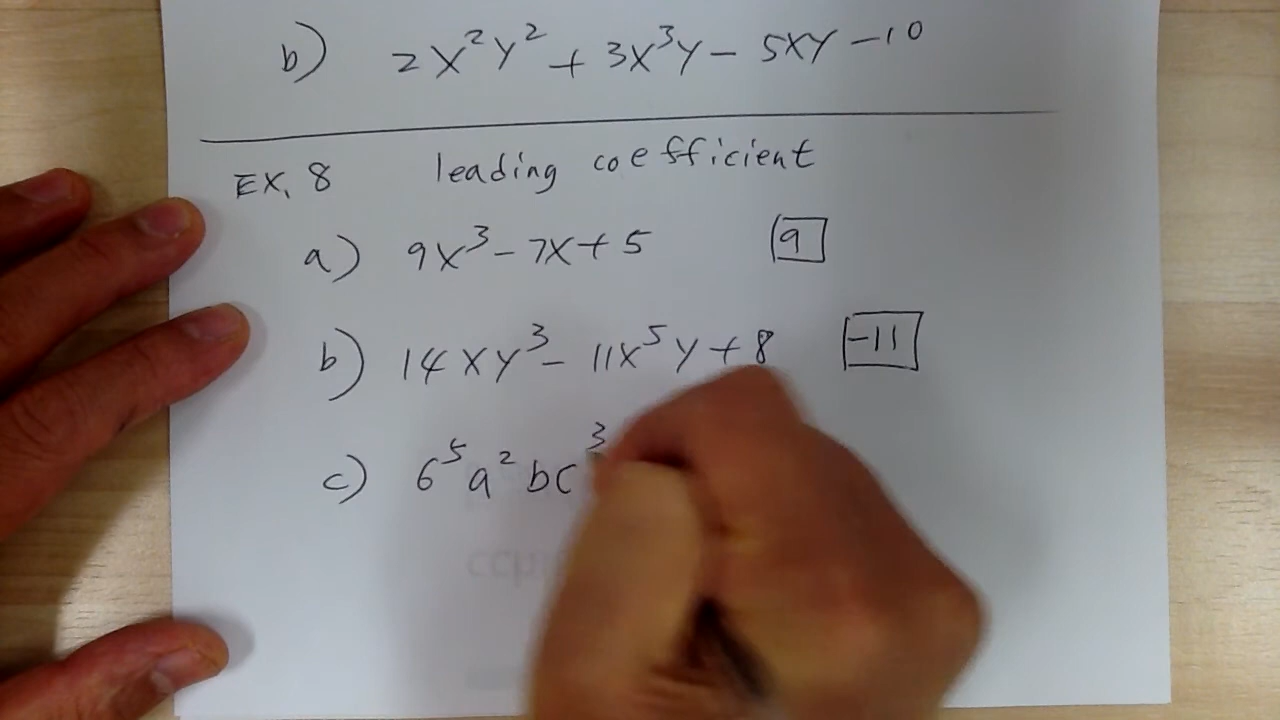 b) 2x²y² + 3x³y - 5xy - 10
Ex. 8 leading coefficient
a) 9x³ - 7x + 5 9
b) 14xy³ - 11x⁵y + 8 -11
c) 6⁵a²bc³